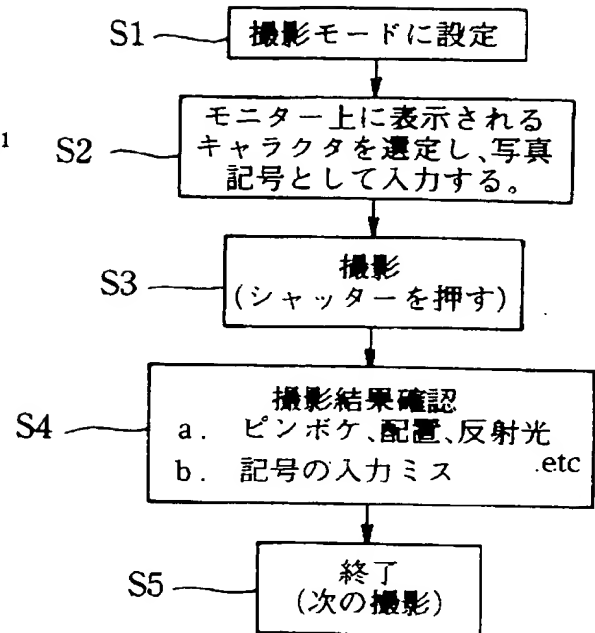 S1
撮影モードに設定
1
S2
モニター上に表示される
キャラクタを選定し、写真
記号として入力する。
S3
撮影
(シャッターを押す)
S4
撮影結果確認
a. ピンボケ、配置、反射光
b. 記号の入力ミス .etc
S5
終了
(次の撮影)